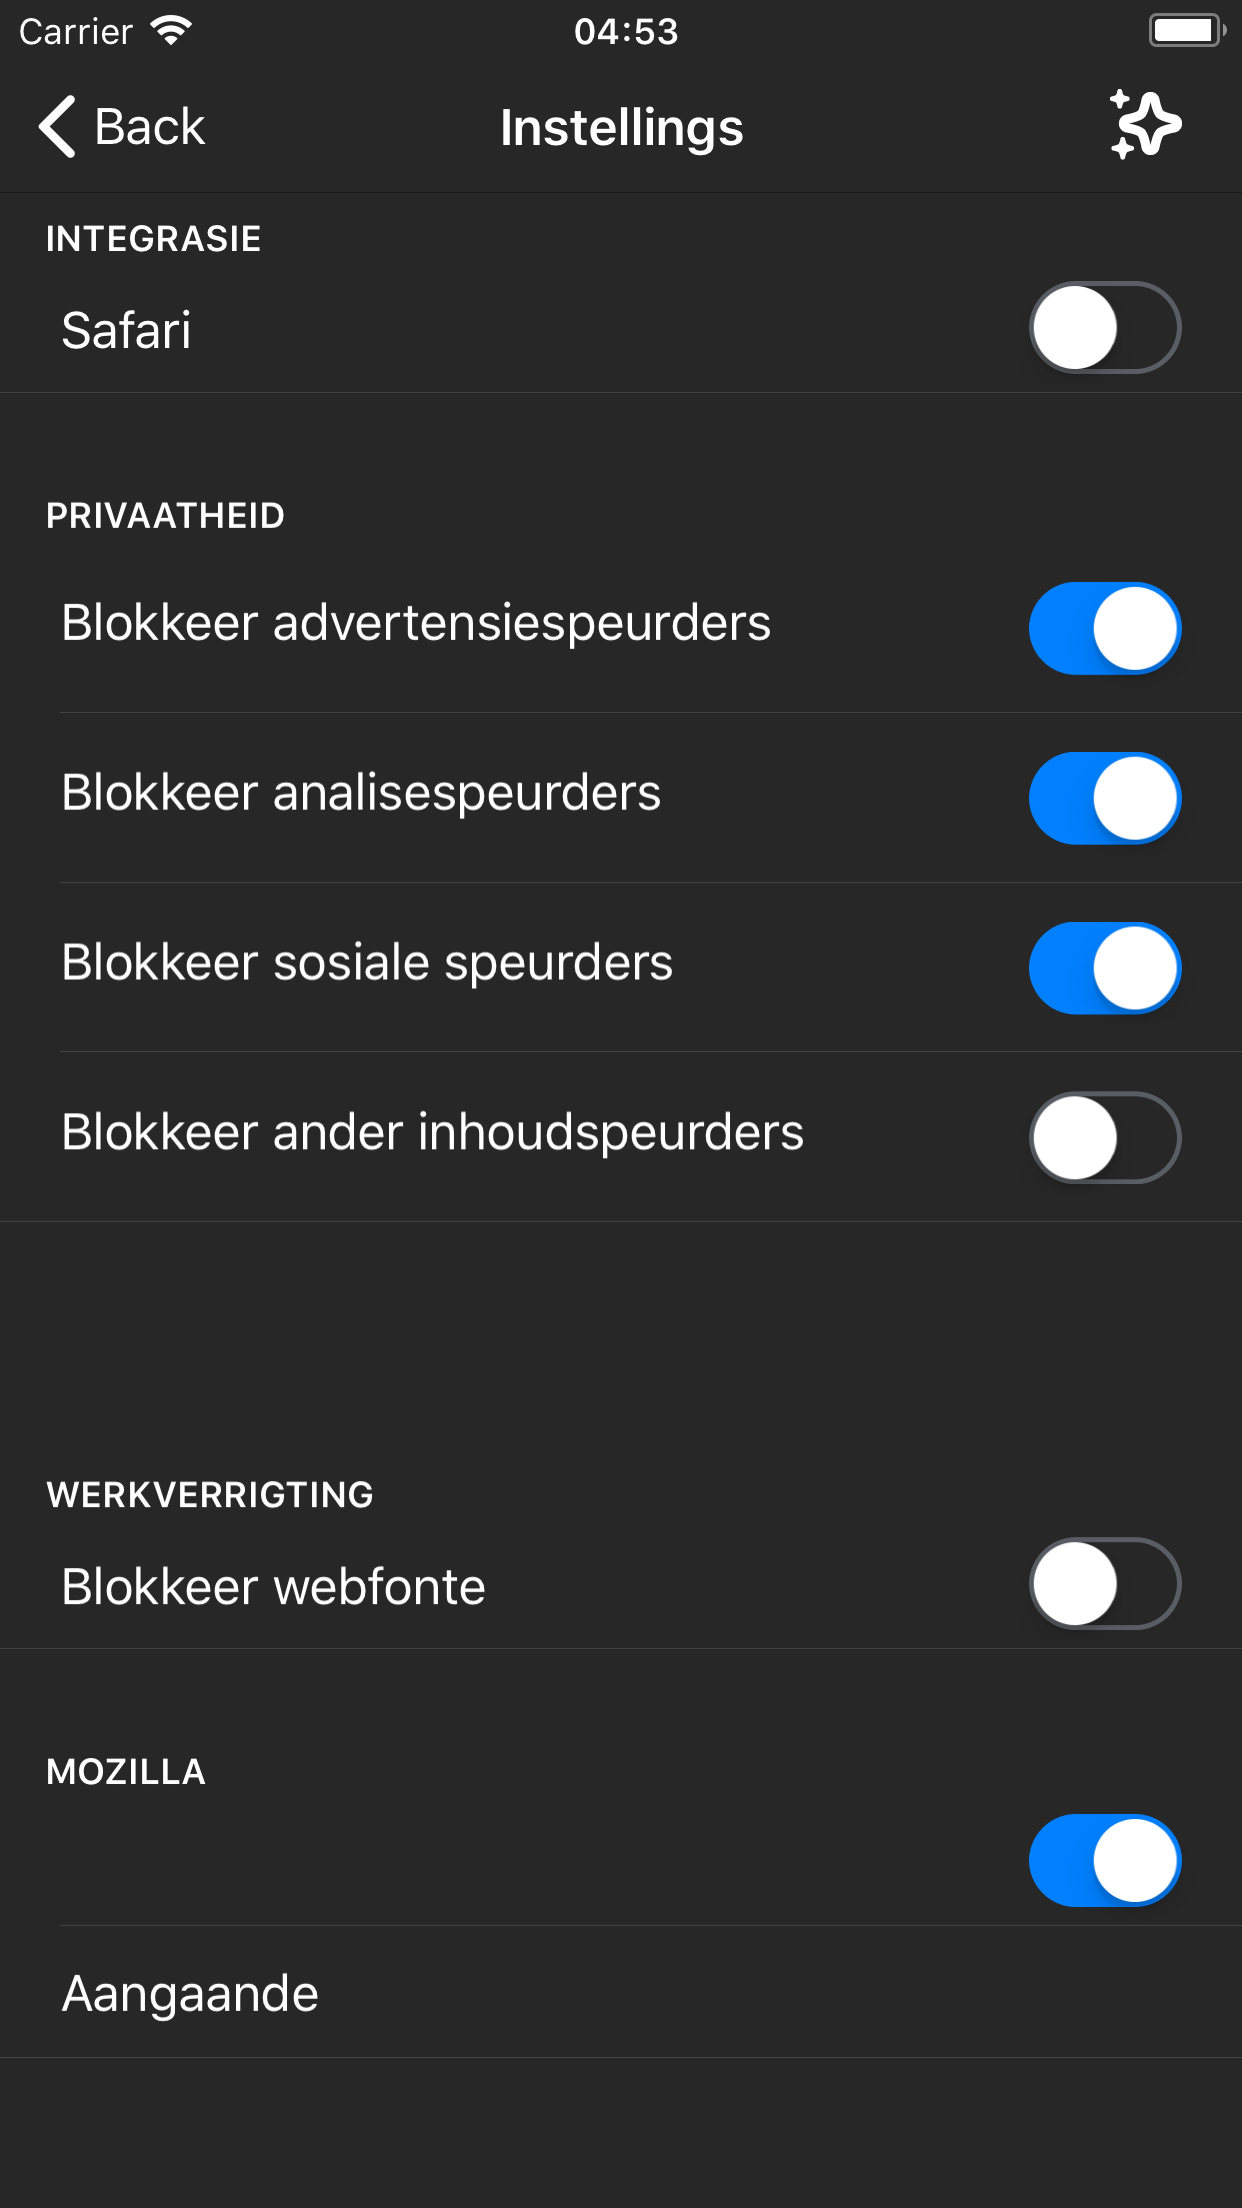 Carrier 04:53
Back Instellings
INTEGRASIE
Safari
PRIVAATHEID
Blokkeer advertensiespeurders
Blokkeer analisespeurders
Blokkeer sosiale speurders
Blokkeer ander inhoudspeurders
WERKVERRIGTING
Blokkeer webfonte
MOZILLA
Aangaande